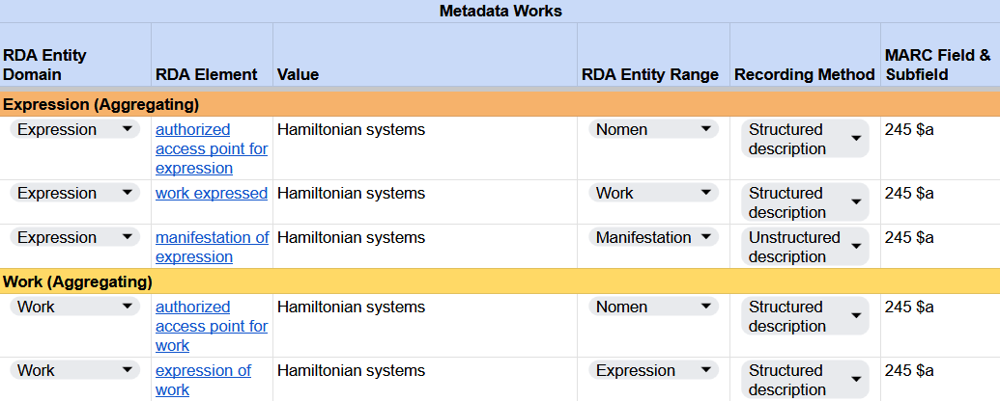 Metadata Works
RDA Entity Domain RDA Element Value RDA Entity Range Recording Method MARC Field & Subfield
Expression (Aggregating)
Expression authorized access point for expression Hamiltonian systems Nomen Structured description 245 $a
Expression work expressed Hamiltonian systems Work Structured description 245 $a
Expression manifestation of expression Hamiltonian systems Manifestation Unstructured description 245 $a
Work (Aggregating)
Work authorized access point for work Hamiltonian systems Nomen Structured description 245 $a
Work expression of work Hamiltonian systems Expression Structured description 245 $a